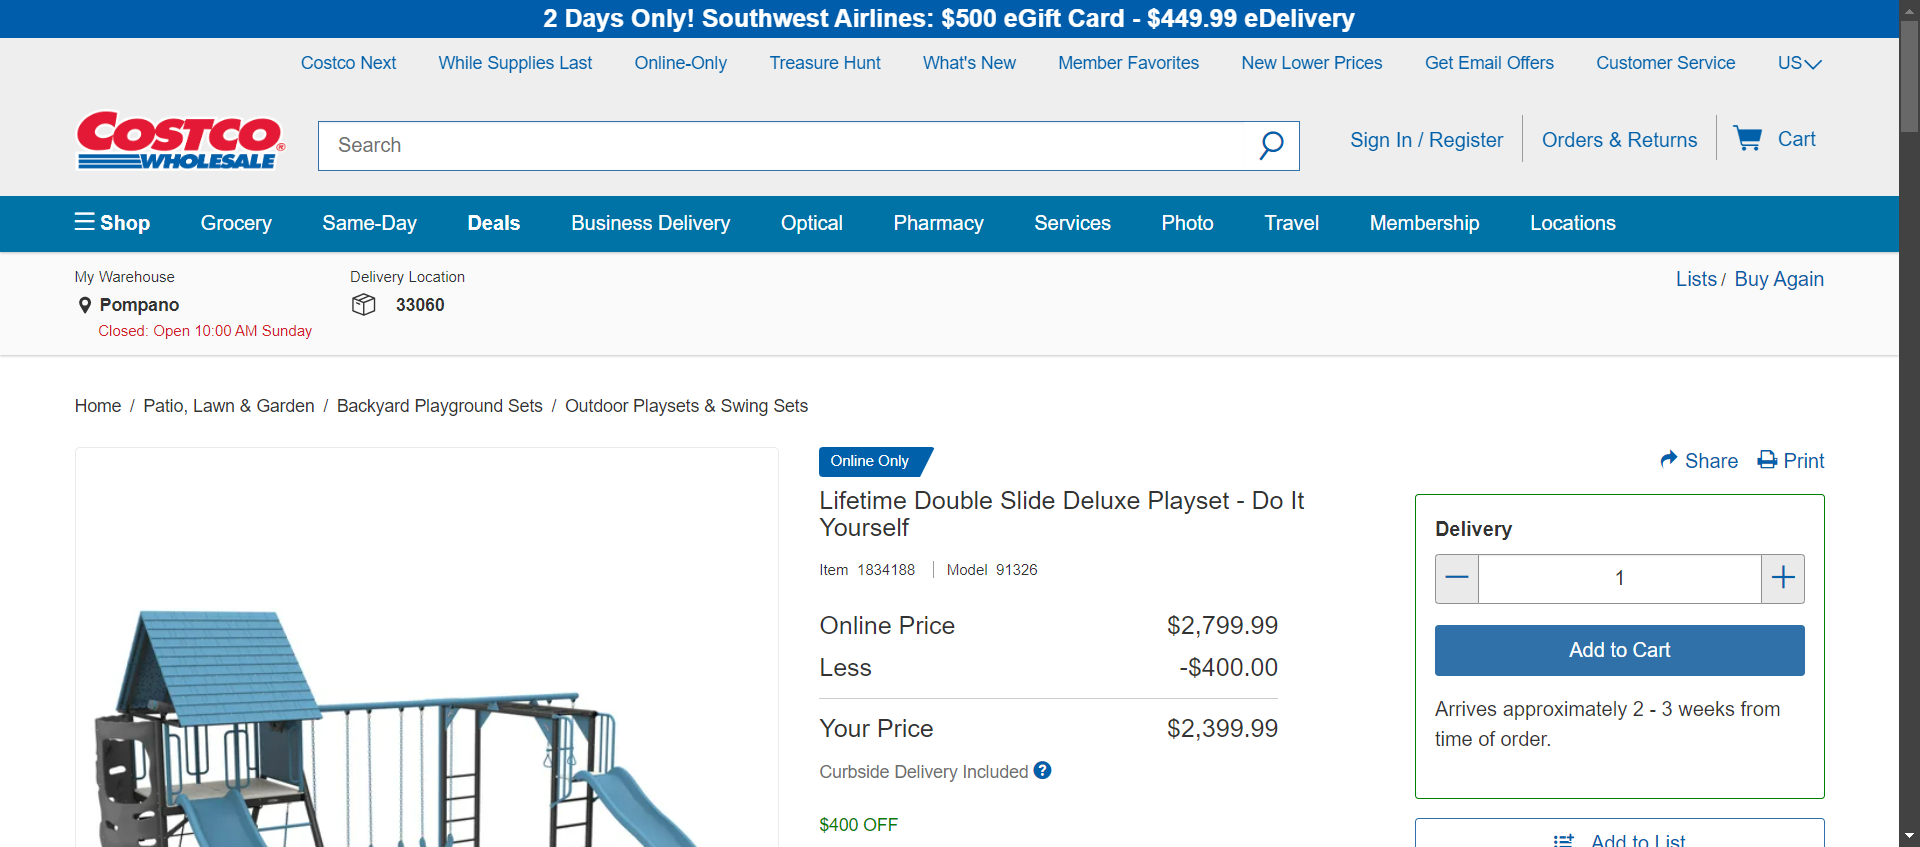 2 Days Only! Southwest Airlines: $500 eGift Card - $449.99 eDelivery
Costco Next While Supplies Last Online-Only Treasure Hunt What's New Member Favorites New Lower Prices Get Email Offers Customer Service US
COSTCO
WHOLESALE
Search
Sign In / Register Orders & Returns Cart
Shop Grocery Same-Day Deals Business Delivery Optical Pharmacy Services Photo Travel Membership Locations
My Warehouse
Pompano
Closed: Open 10:00 AM Sunday
Delivery Location
33060
Lists / Buy Again
Home / Patio, Lawn & Garden / Backyard Playground Sets / Outdoor Playsets & Swing Sets
Online Only
Lifetime Double Slide Deluxe Playset - Do It
Yourself
Item 1834188 | Model 91326
Online Price $2,799.99
Less -$400.00
Your Price $2,399.99
Curbside Delivery Included ?
$400 OFF
Share Print
Delivery
1
Add to Cart
Arrives approximately 2 - 3 weeks from
time of order.
Add to List